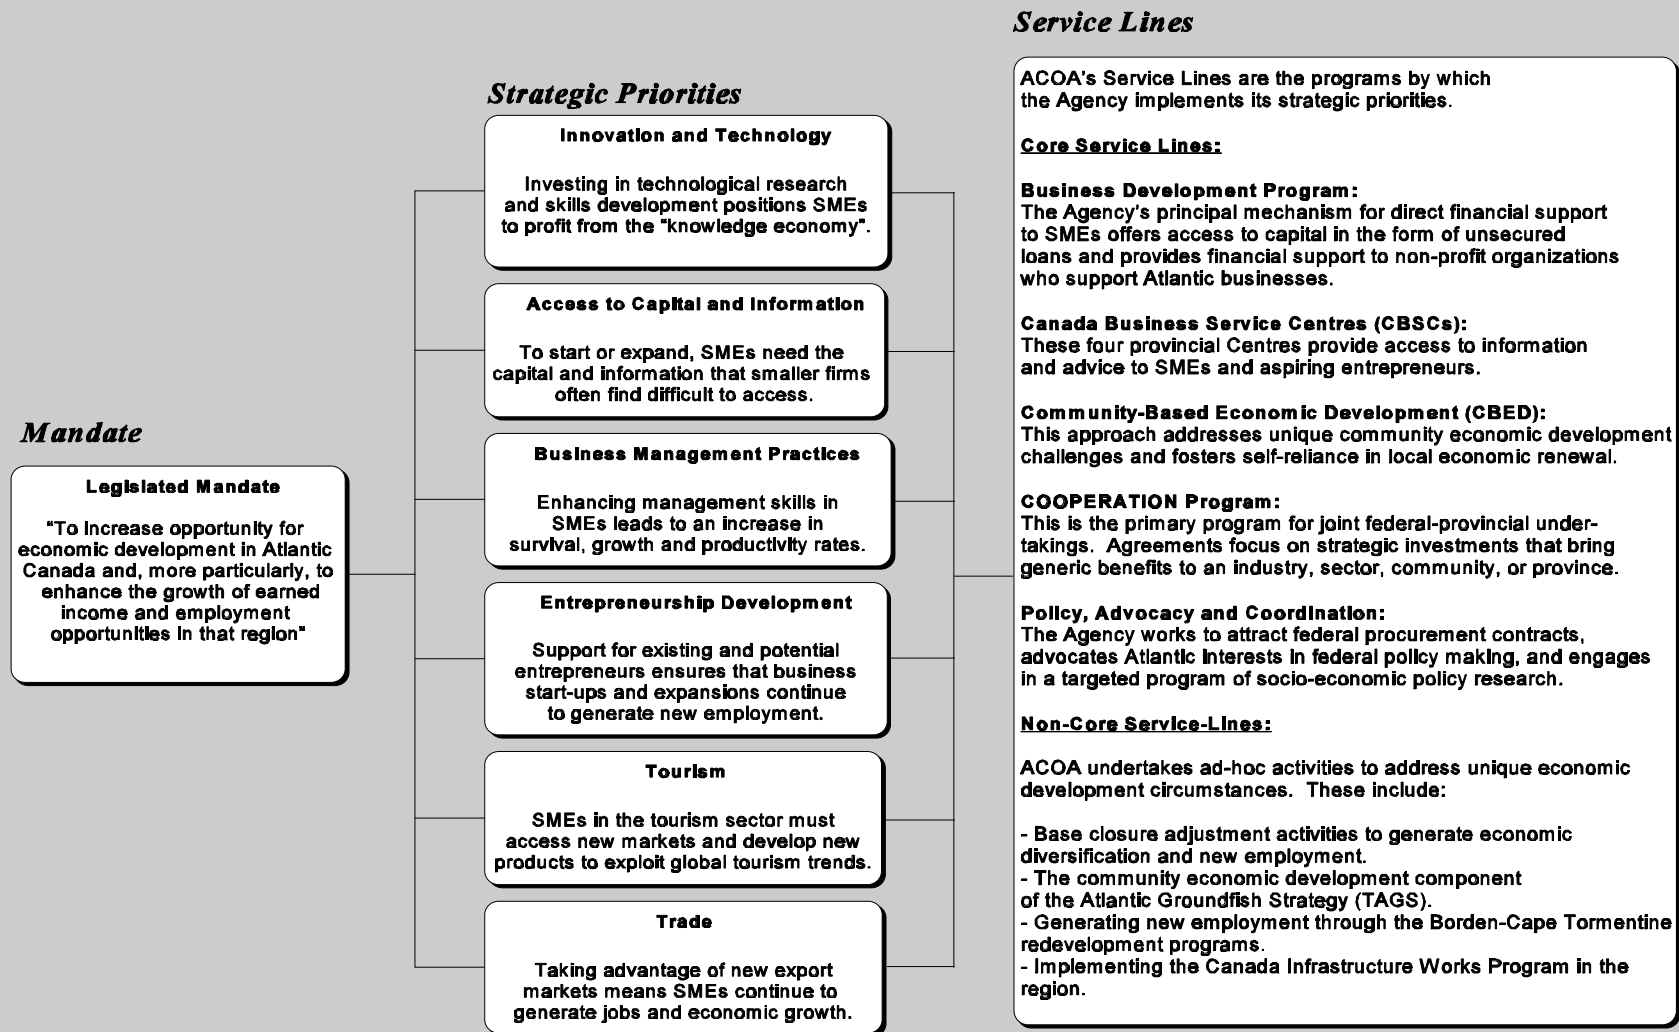 Mandate
Legislated Mandate
"To increase opportunity for
economic development in Atlantic
Canada and, more particularly, to
enhance the growth of earned
income and employment
opportunities in that region"
Strategic Priorities
Innovation and Technology
Investing in technological research
and skills development positions SMEs
to profit from the "knowledge economy".
Access to Capital and Information
To start or expand, SMEs need the
capital and information that smaller firms
often find difficult to access.
Business Management Practices
Enhancing management skills in
SMEs leads to an increase in
survival, growth and productivity rates.
Entrepreneurship Development
Support for existing and potential
entrepreneurs ensures that business
start-ups and expansions continue
to generate new employment.
Tourism
SMEs in the tourism sector must
access new markets and develop new
products to exploit global tourism trends.
Trade
Taking advantage of new export
markets means SMEs continue to
generate jobs and economic growth.
Service Lines
ACOA's Service Lines are the programs by which
the Agency implements its strategic priorities.
Core Service Lines:
Business Development Program:
The Agency's principal mechanism for direct financial support
to SMEs offers access to capital in the form of unsecured
loans and provides financial support to non-profit organizations
who support Atlantic businesses.
Canada Business Service Centres (CBSCs):
These four provincial Centres provide access to information
and advice to SMEs and aspiring entrepreneurs.
Community-Based Economic Development (CBED):
This approach addresses unique community economic development
challenges and fosters self-reliance in local economic renewal.
COOPERATION Program:
This is the primary program for joint federal-provincial under-
takings. Agreements focus on strategic investments that bring
generic benefits to an industry, sector, community, or province.
Policy, Advocacy and Coordination:
The Agency works to attract federal procurement contracts,
advocates Atlantic interests in federal policy making, and engages
in a targeted program of socio-economic policy research.
Non-Core Service-Lines:
ACOA undertakes ad-hoc activities to address unique economic
development circumstances. These include:
- Base closure adjustment activities to generate economic
diversification and new employment.
- The community economic development component
of the Atlantic Groundfish Strategy (TAGS).
- Generating new employment through the Borden-Cape Tormentine
redevelopment programs.
- Implementing the Canada Infrastructure Works Program in the
region.